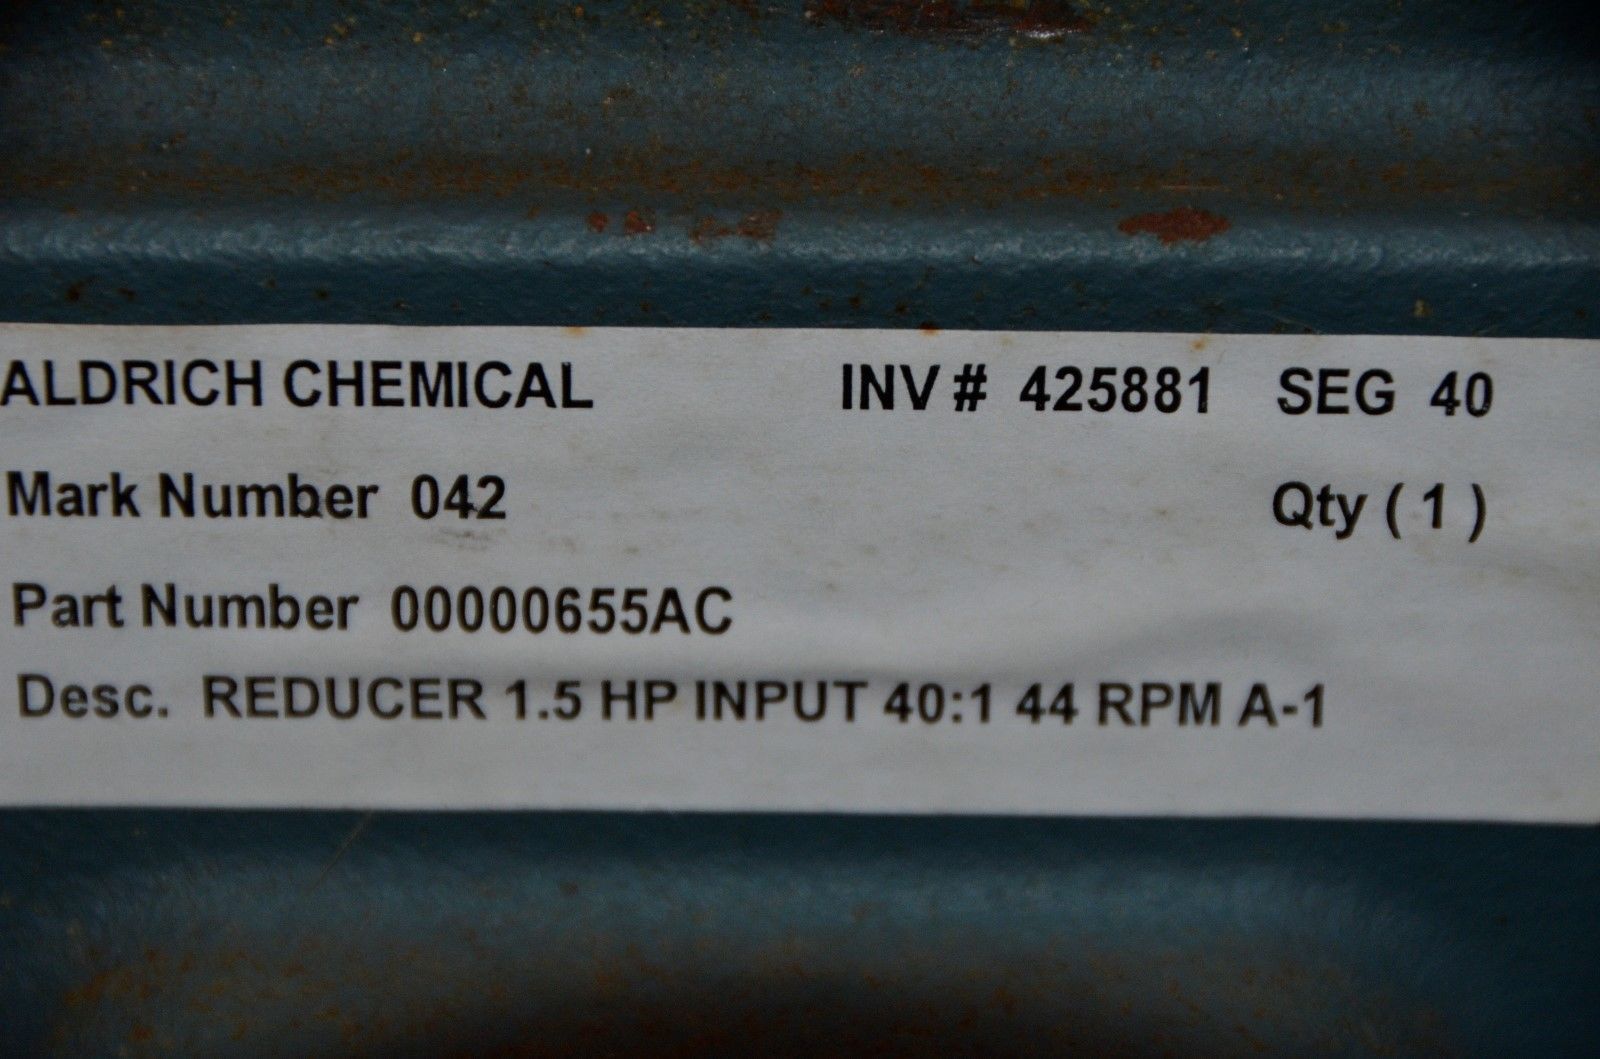 ALDRICH CHEMICAL INV # 425881 SEG 40
Mark Number 042 Qty ( 1 )
Part Number 00000655AC
Desc. REDUCER 1.5 HP INPUT 40:1 44 RPM A-1